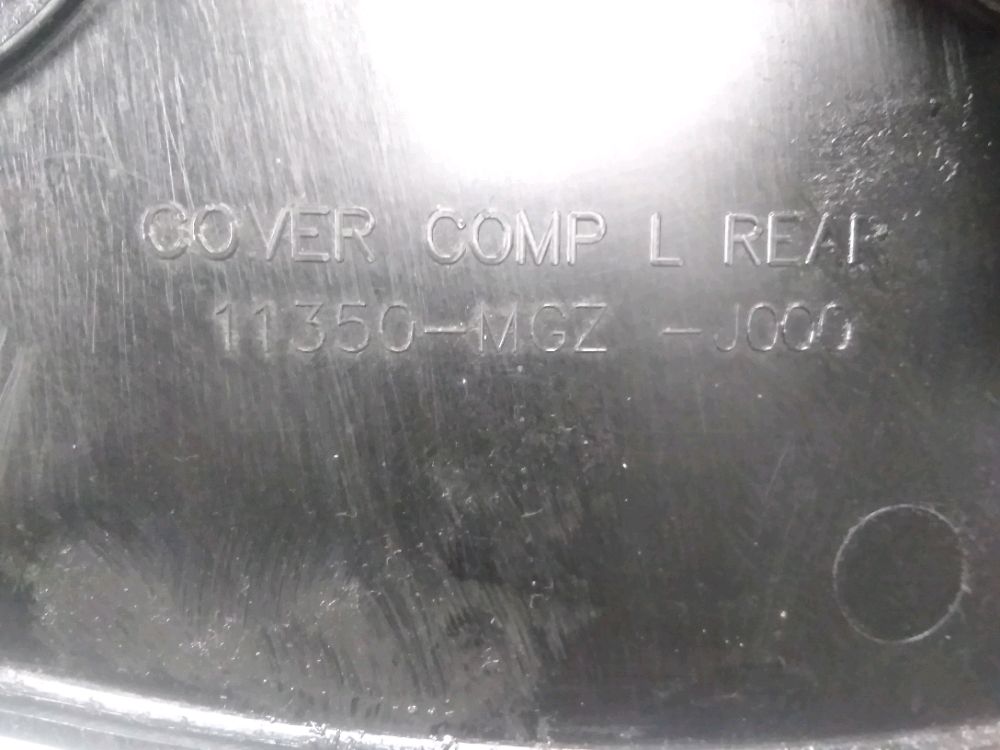 COVER COMP L REAR
11350-MGZ -J000